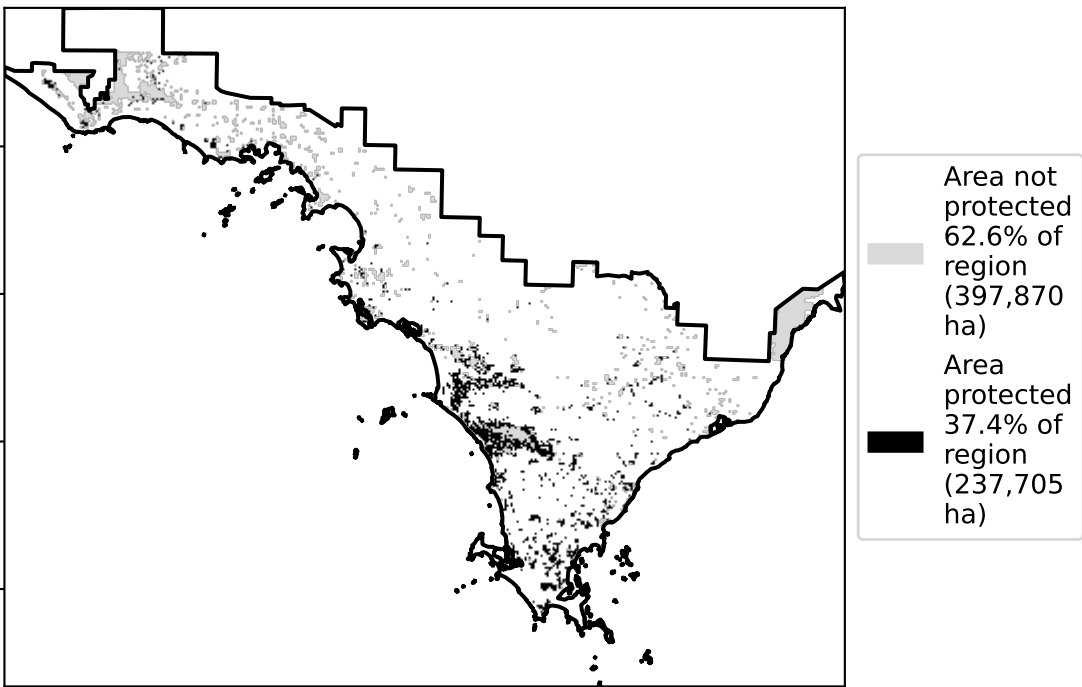 Area not
protected
62.6% of
region
(397,870
ha)
Area
protected
37.4% of
region
(237,705
ha)